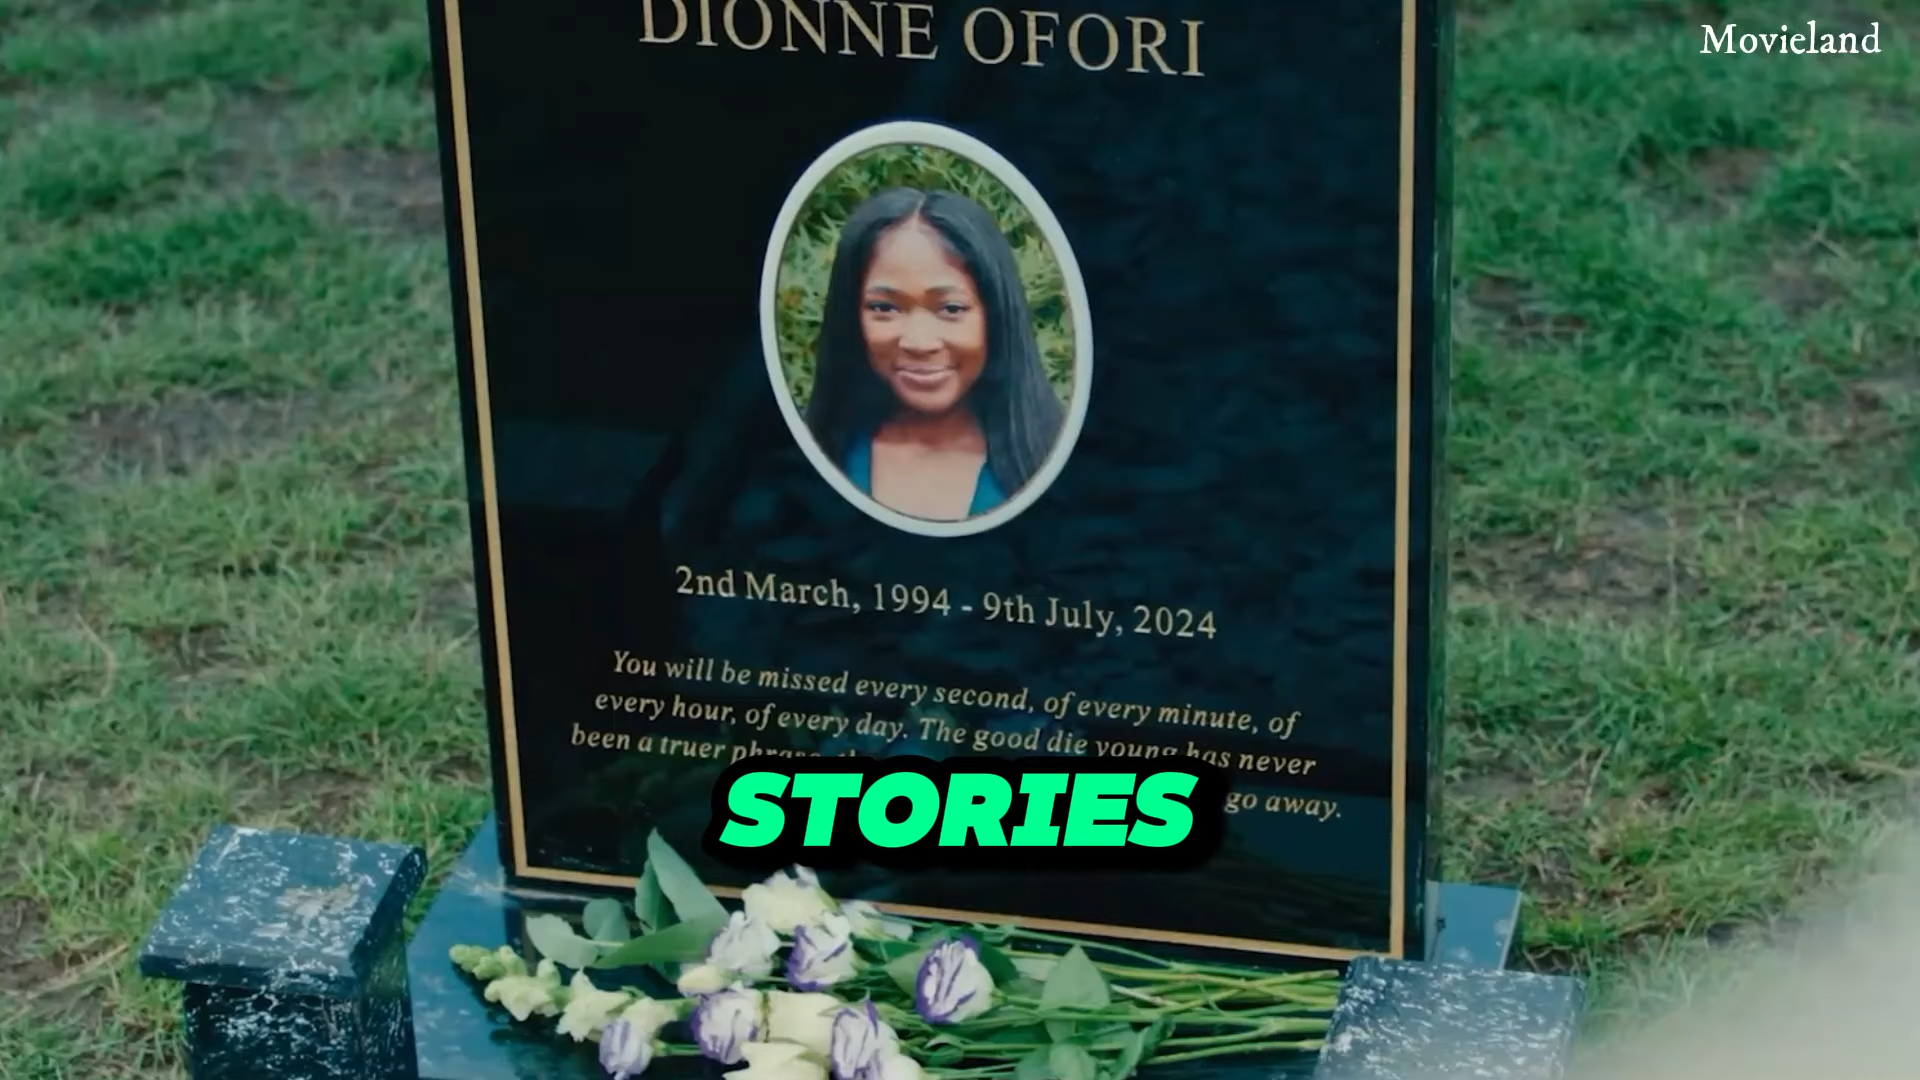 DIONNE OFORI
Movieland
2nd March, 1994 - 9th July, 2024
You will be missed every second, of every minute, of
every hour, of every day. The good die young has never
been a truer phrase
go away.
STORIES